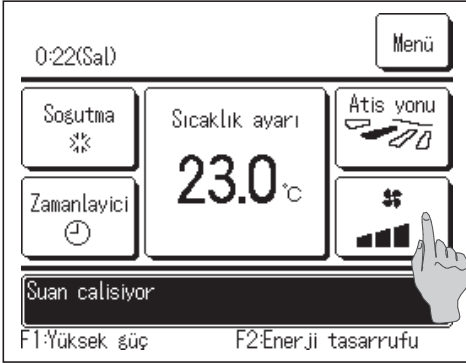 0:22(Sal)
Menü
Sogutma
Sıcaklık ayarı
Atis yonu
23.0 °C
Zamanlayici
Suan calisiyor
F1:Yüksek güç
F2:Enerji tasarrufu